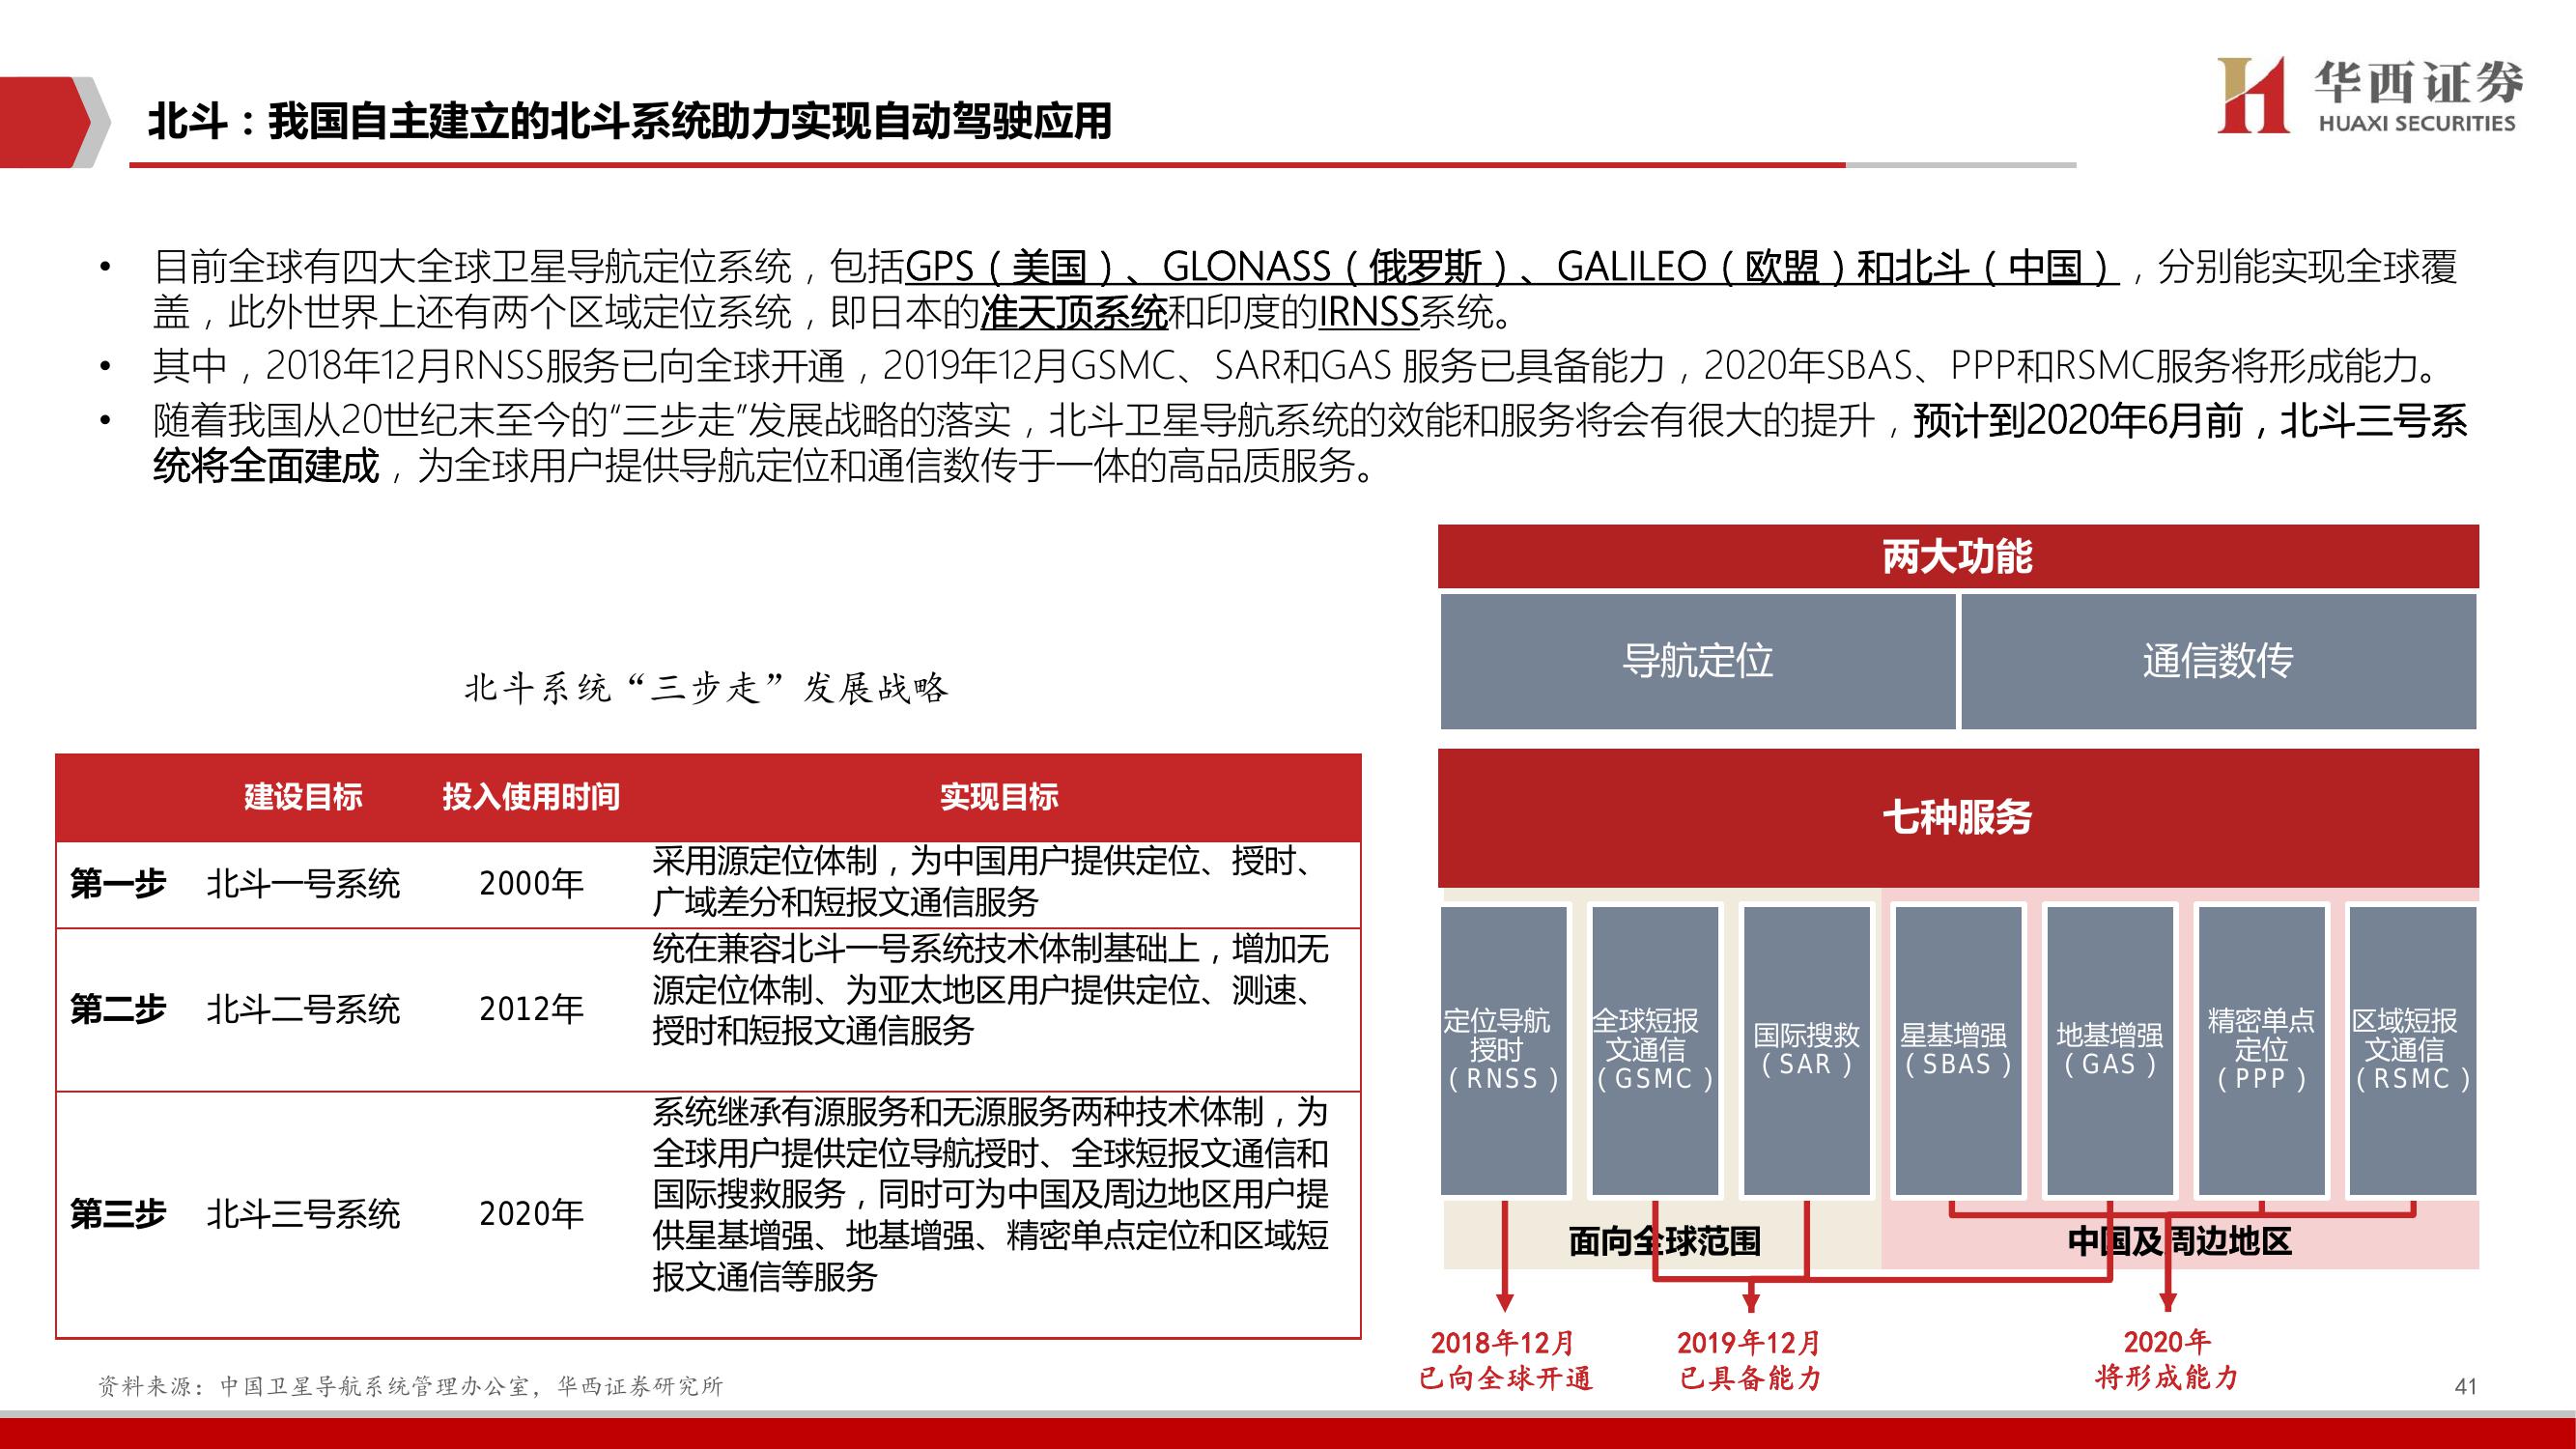 华西证券
HUAXI SECURITIES
北斗：我国自主建立的北斗系统助力实现自动驾驶应用
• 目前全球有四大全球卫星导航定位系统，包括GPS（美国）、GLONASS（俄罗斯）、GALILEO（欧盟）和北斗（中国），分别能实现全球覆
盖，此外世界上还有两个区域定位系统，即日本的准天顶系统和印度的IRNSS系统。
• 其中，2018年12月RNSS服务已向全球开通，2019年12月GSMC、SAR和GAS 服务已具备能力，2020年SBAS、PPP和RSMC服务将形成能力。
• 随着我国从20世纪末至今的“三步走”发展战略的落实，北斗卫星导航系统的效能和服务将会有很大的提升，预计到2020年6月前，北斗三号系
统将全面建成，为全球用户提供导航定位和通信数传于一体的高品质服务。
北斗系统“三步走”发展战略
建设目标 投入使用时间 实现目标
第一步 北斗一号系统 2000年
采用源定位体制，为中国用户提供定位、授时、
广域差分和短报文通信服务
第二步 北斗二号系统 2012年
统在兼容北斗一号系统技术体制基础上，增加无
源定位体制、为亚太地区用户提供定位、测速、
授时和短报文通信服务
第三步 北斗三号系统 2020年
系统继承有源服务和无源服务两种技术体制，为
全球用户提供定位导航授时、全球短报文通信和
国际搜救服务，同时可为中国及周边地区用户提
供星基增强、地基增强、精密单点定位和区域短
报文通信等服务
两大功能
导航定位
通信数传
七种服务
定位导航
授时
（RNSS）
全球短报
文通信
（GSMC）
国际搜救
（SAR）
星基增强
（SBAS）
地基增强
（GAS）
精密单点
定位
（PPP）
区域短报
文通信
（RSMC）
面向全球范围
中国及周边地区
2018年12月
已向全球开通
2019年12月
已具备能力
2020年
将形成能力
资料来源：中国卫星导航系统管理办公室，华西证券研究所
41